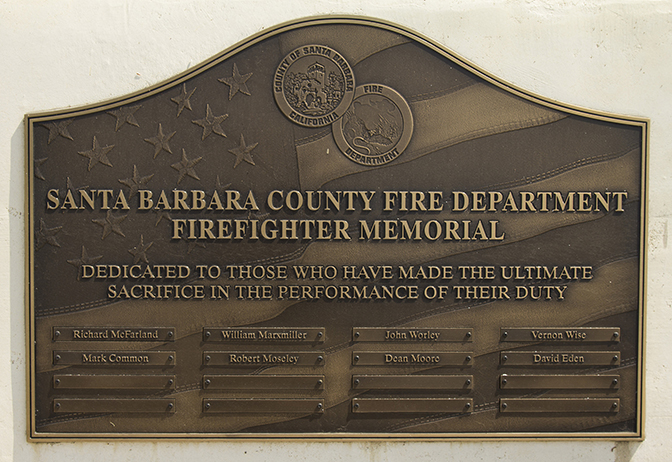 COUNTY OF SANTA BARBARA
CALIFORNIA
FIRE
DEPARTMENT
SANTA BARBARA COUNTY FIRE DEPARTMENT
FIREFIGHTER MEMORIAL
DEDICATED TO THOSE WHO HAVE MADE THE ULTIMATE
SACRIFICE IN THE PERFORMANCE OF THEIR DUTY
Richard McFarland William Marxmiller John Worley Vernon Wise
Mark Common Robert Moseley Dean Moore David Eden